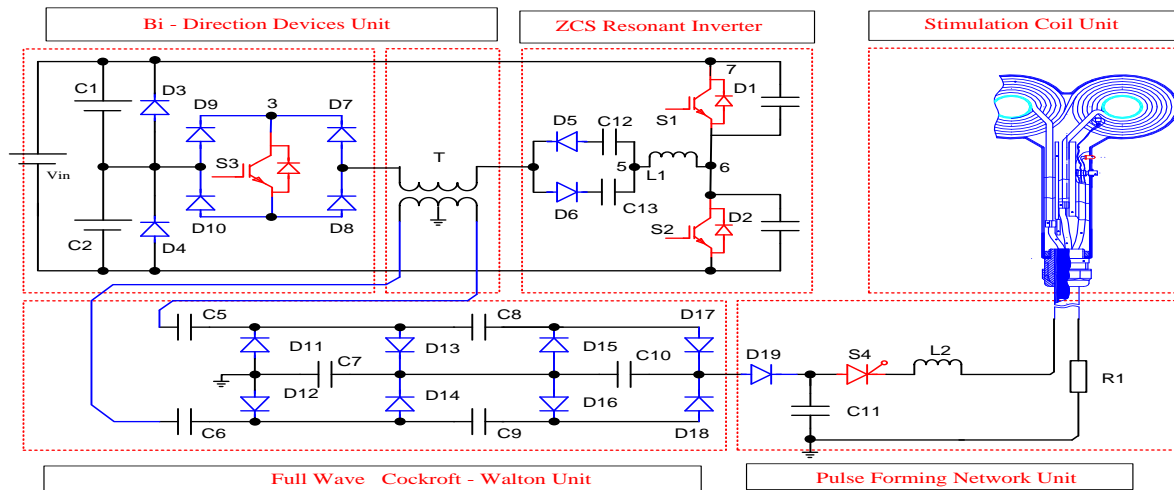 Bi - Direction Devices Unit
ZCS Resonant Inverter
Stimulation Coil Unit
C1
D3
D9
3
D7
S3
Vin
C2
D4
D10
D8
T
D5
C12
5
L1
D6
C13
7
D1
S1
6
D2
S2
C5
C8
D17
D11
D13
D15
C7
C10
D12
D14
D16
C6
C9
D18
D19
S4
L2
C11
R1
Full Wave Cockroft - Walton Unit
Pulse Forming Network Unit